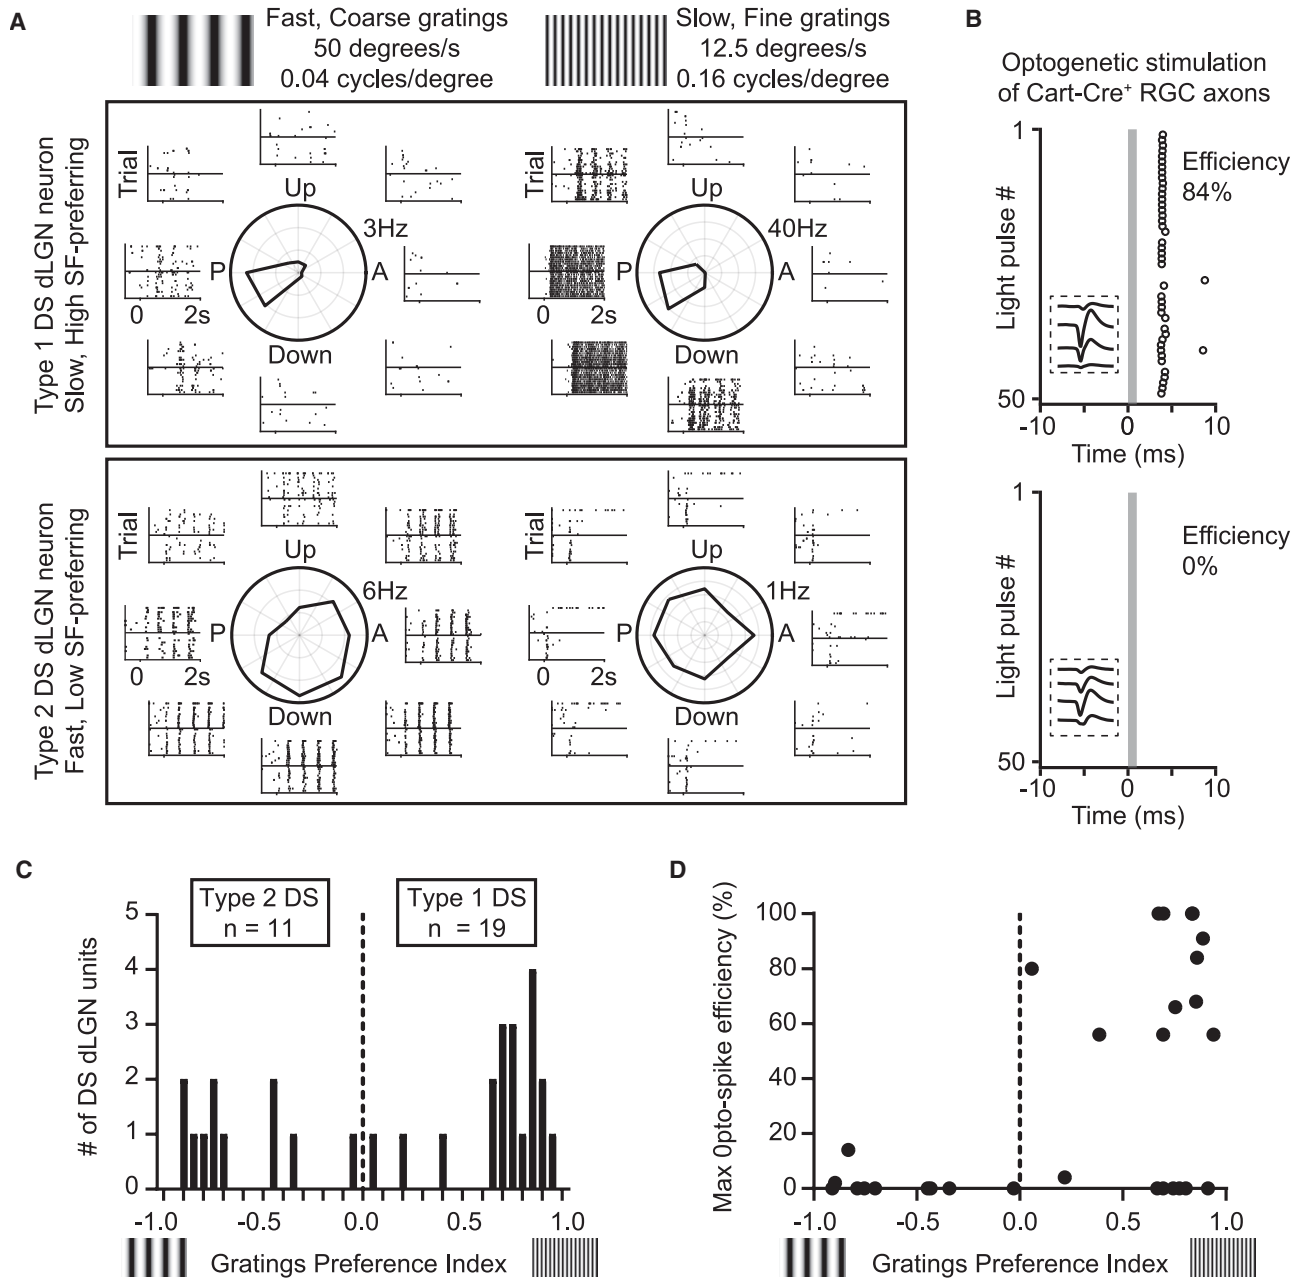 A
Fast, Coarse gratings
50 degrees/s
0.04 cycles/degree
Slow, Fine gratings
12.5 degrees/s
0.16 cycles/degree
Type 1 DS dLGN neuron
Slow, High SF-preferring
Trial
Up
3Hz
P
A
0 2s
Down
Trial
Up
40Hz
P
A
0 2s
Down
Type 2 DS dLGN neuron
Fast, Low SF-preferring
Trial
Up
6Hz
P
A
0 2s
Down
Trial
Up
1Hz
P
A
0 2s
Down
B
Optogenetic stimulation
of Cart-Cre+ RGC axons
Light pulse #
1
50
Efficiency
84%
-10 0 10
Time (ms)
Light pulse #
1
50
Efficiency
0%
-10 0 10
Time (ms)
C
# of DS dLGN units
5
4
3
2
1
0
Type 2 DS
n = 11
Type 1 DS
n = 19
-1.0 -0.5 0.0 0.5 1.0
Gratings Preference Index
D
Max 0pto-spike efficiency (%)
100
80
60
40
20
0
-1.0 -0.5 0.0 0.5 1.0
Gratings Preference Index